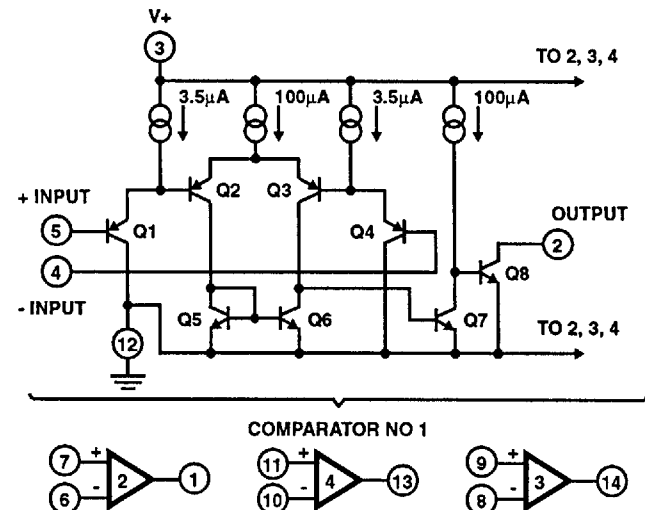 V+
3
TO 2, 3, 4
3.5µA 100µA 3.5µA 100µA
Q2 Q3
+ INPUT
OUTPUT
5 Q1 Q4 2
4 Q8
- INPUT
Q5 Q6 Q7
12 TO 2, 3, 4
COMPARATOR NO 1
7 + 11 + 9 +
2 1 4 13 3 14
6 - 10 - 8 -